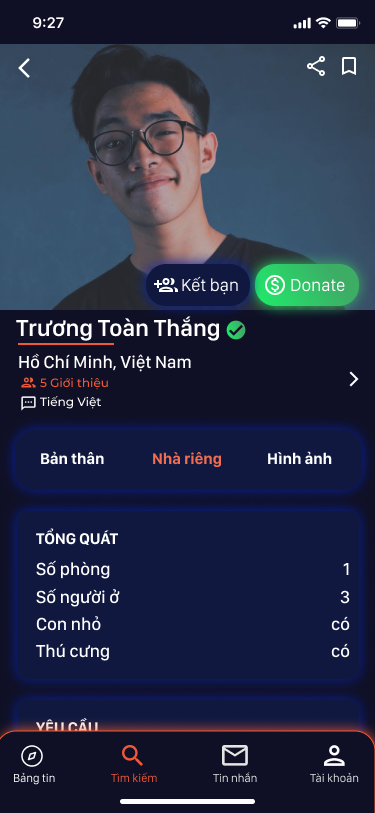 9:27
Kết bạn
Donate
Trương Toàn Thắng
Hồ Chí Minh, Việt Nam
5 Giới thiệu
Tiếng Việt
Bản thân Nhà riêng Hình ảnh
TỔNG QUÁT
Số phòng 1
Số người ở 3
Con nhỏ có
Thú cưng có
YÊU CẦU
Bảng tin Tìm kiếm Tin nhắn Tài khoản